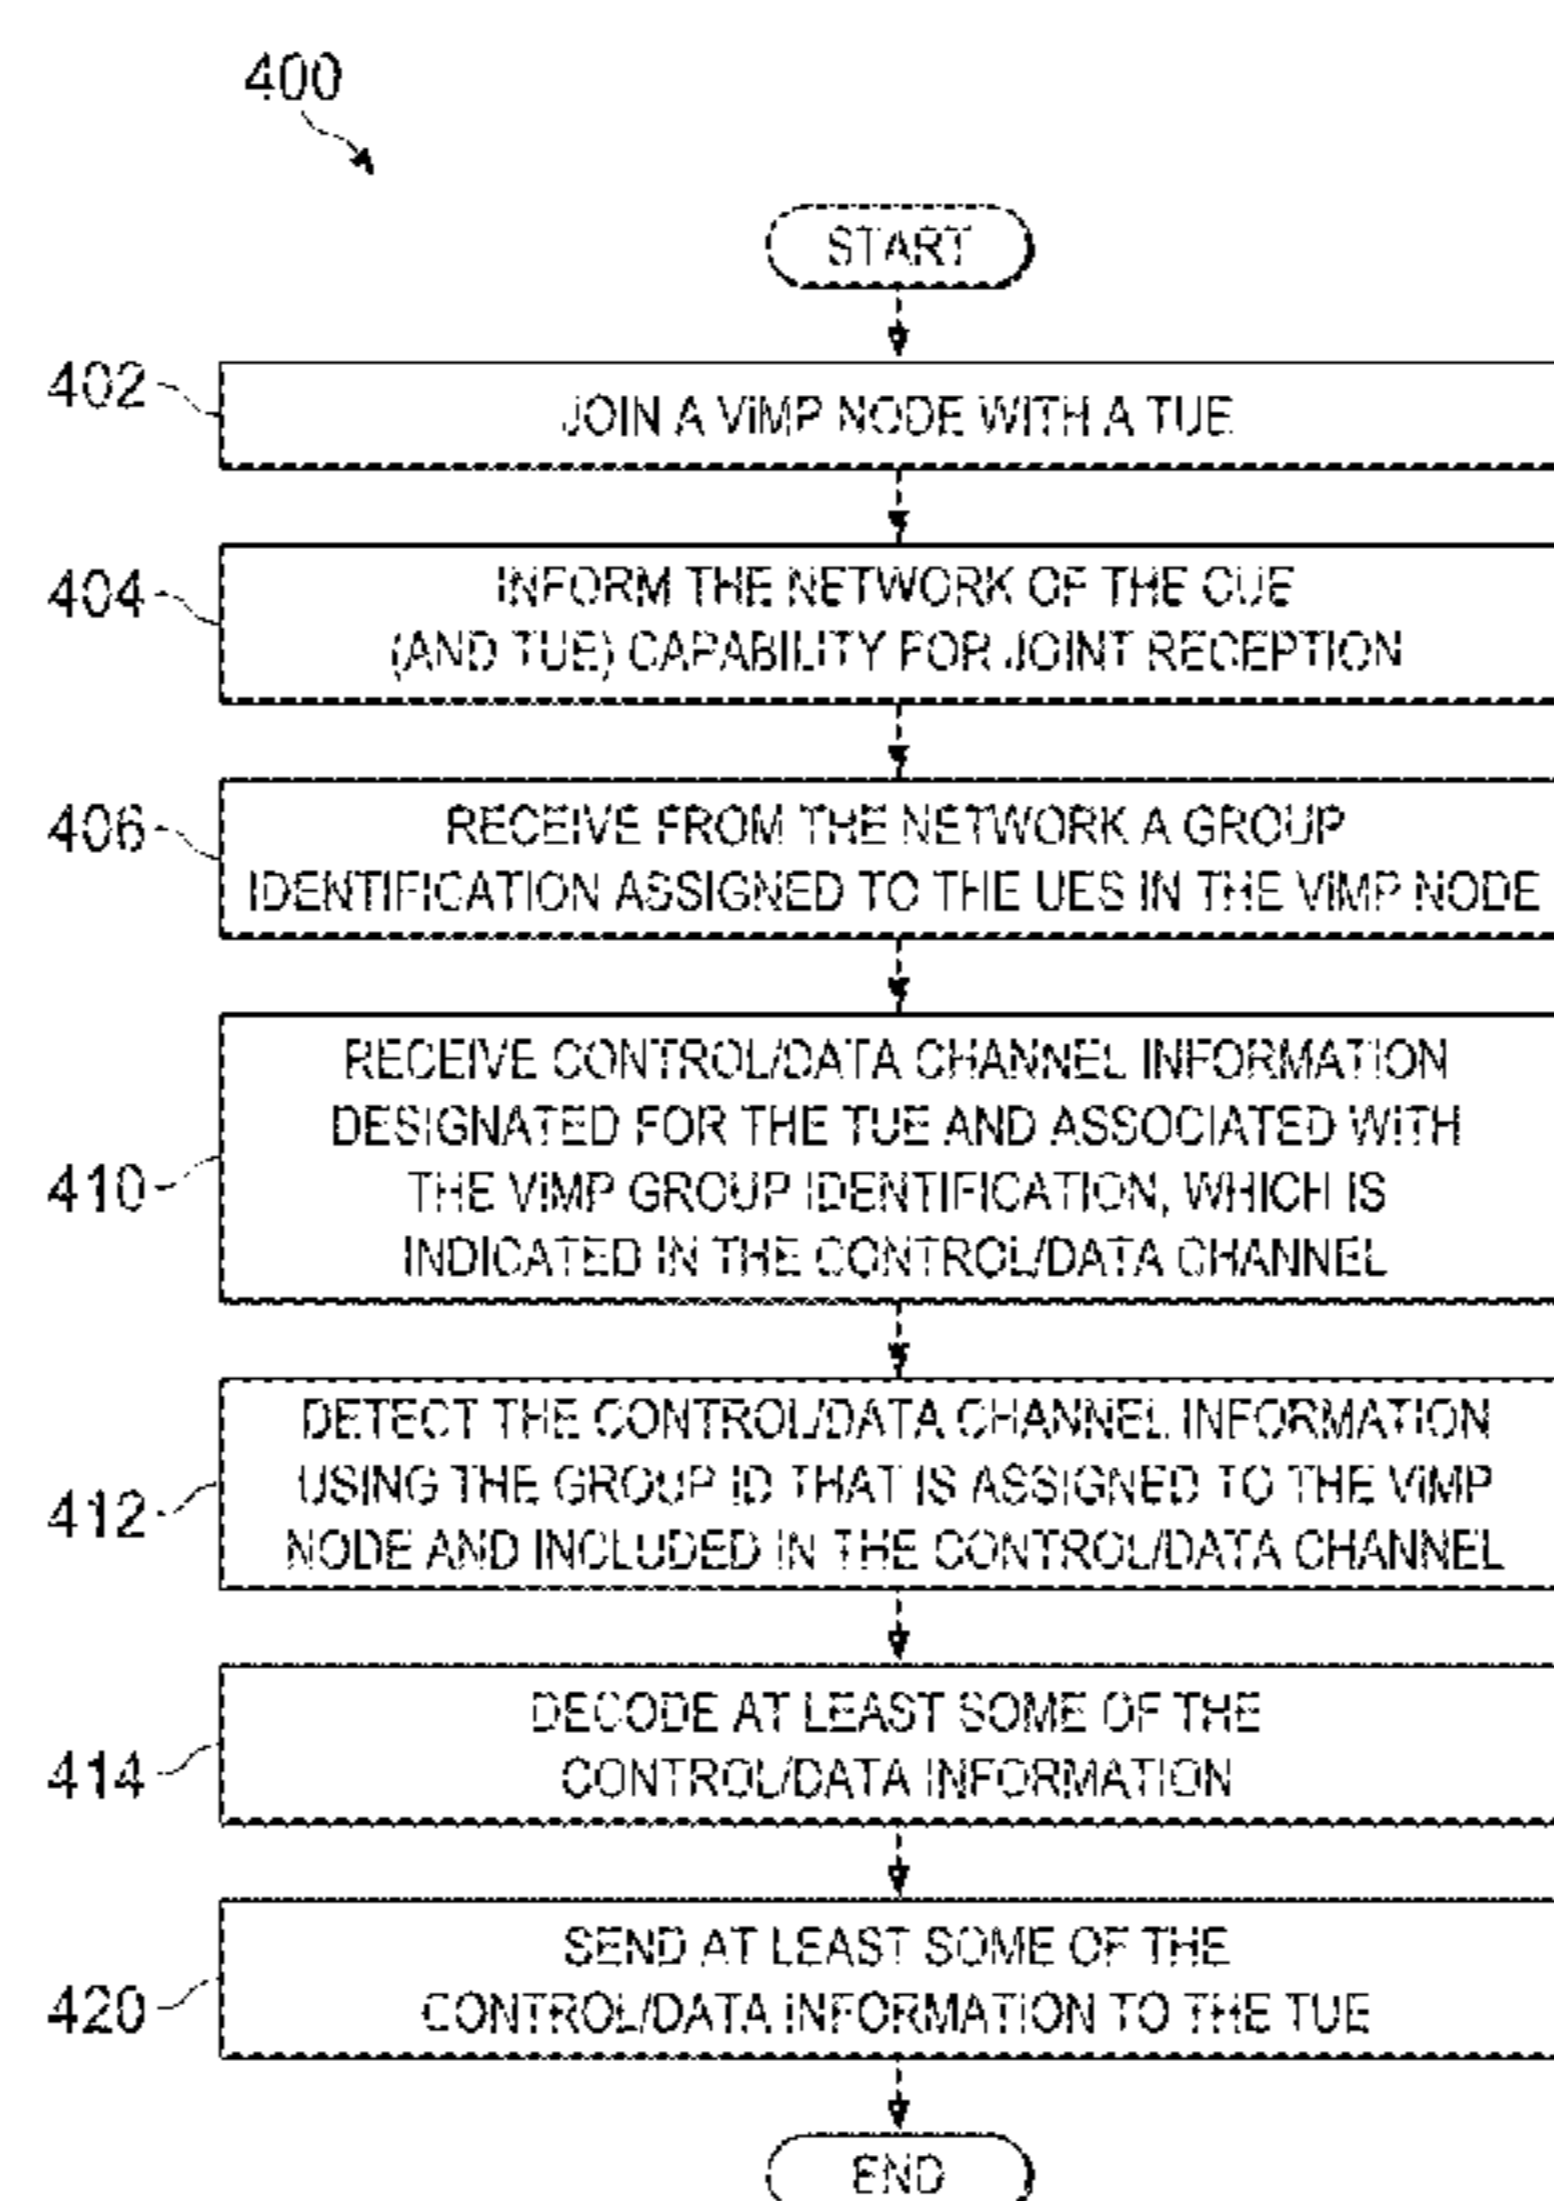 400
START
402
JOIN A ViMP NODE WITH A TUE
404
INFORM THE NETWORK OF THE CUE
(AND TUE) CAPABILITY FOR JOINT RECEPTION
406
RECEIVE FROM THE NETWORK A GROUP
IDENTIFICATION ASSIGNED TO THE UES IN THE ViMP NODE
410
RECEIVE CONTROL/DATA CHANNEL INFORMATION
DESIGNATED FOR THE TUE AND ASSOCIATED WITH
THE ViMP GROUP IDENTIFICATION, WHICH IS
INDICATED IN THE CONTROL/DATA CHANNEL
412
DETECT THE CONTROL/DATA CHANNEL INFORMATION
USING THE GROUP ID THAT IS ASSIGNED TO THE ViMP
NODE AND INCLUDED IN THE CONTROL/DATA CHANNEL
414
DECODE AT LEAST SOME OF THE
CONTROL/DATA INFORMATION
420
SEND AT LEAST SOME OF THE
CONTROL/DATA INFORMATION TO THE TUE
END